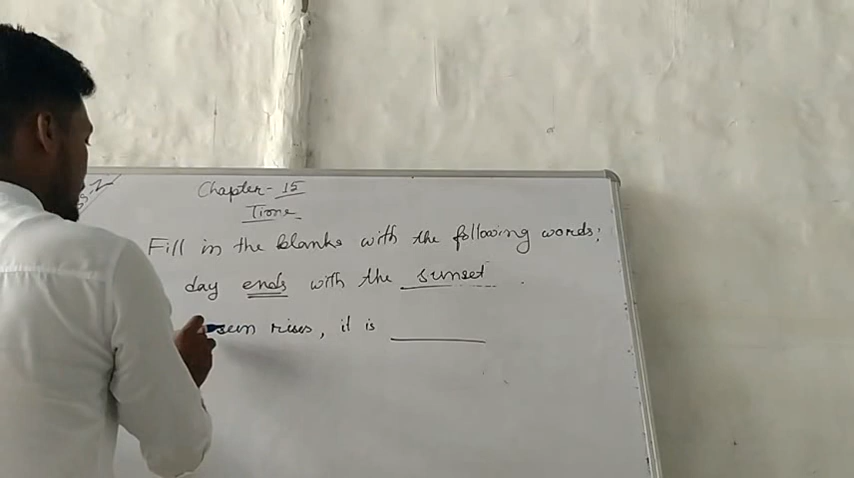 Chapter - 15
Time
Fill in the blanks with the following words:
day ends with the sunset.
sun rises, it is ______